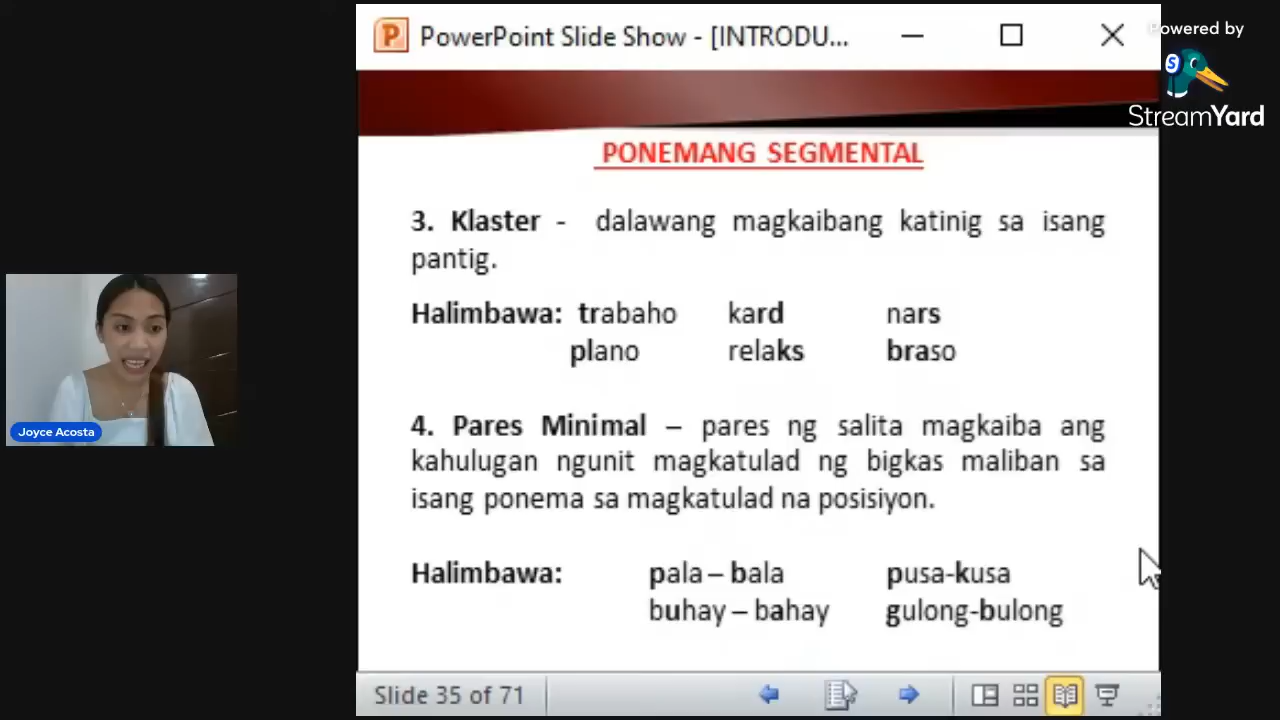 PowerPoint Slide Show - [INTRODU...
Powered by
StreamYard
PONEMANG SEGMENTAL
3. Klaster - dalawang magkaibang katinig sa isang
pantig.
Halimbawa: trabaho kard nars
plano relaks braso
4. Pares Minimal – pares ng salita magkaiba ang
kahulugan ngunit magkatulad ng bigkas maliban sa
isang ponema sa magkatulad na posisiyon.
Halimbawa: pala – bala pusa-kusa
buhay – bahay gulong-bulong
Joyce Acosta
Slide 35 of 71